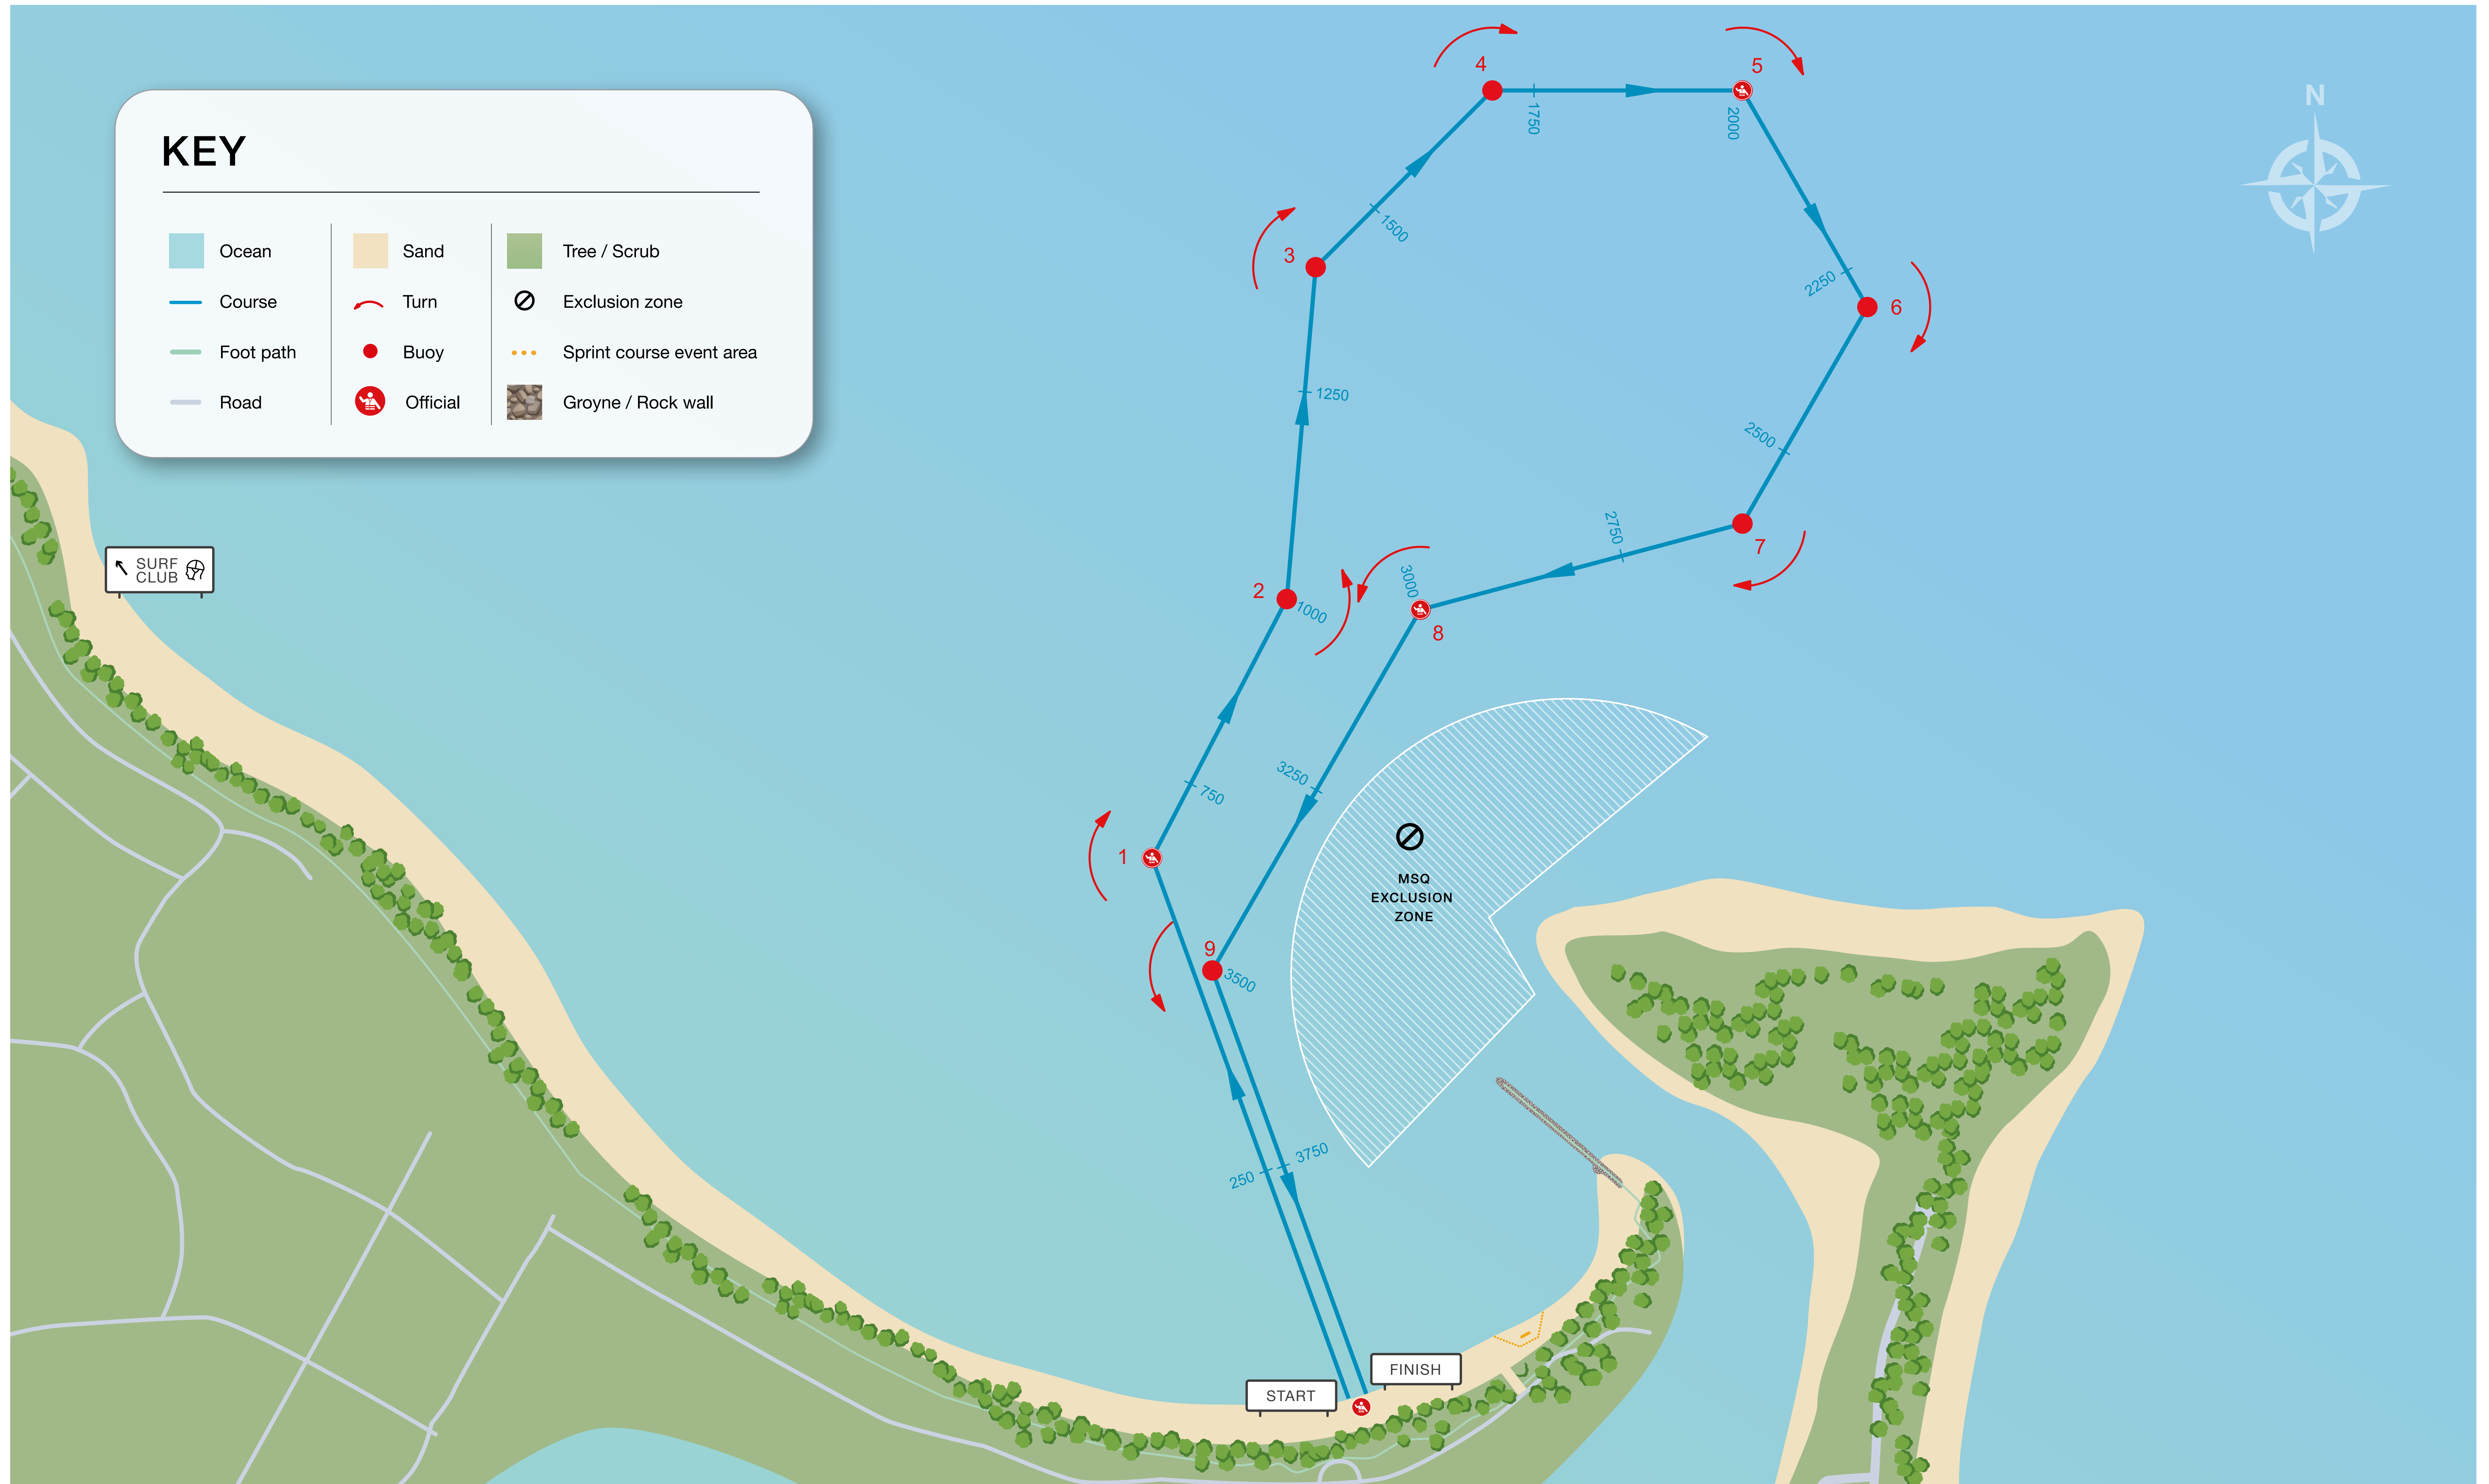 KEY
Ocean
Course
Foot path
Road
Sand
Turn
Buoy
Official
Tree / Scrub
Exclusion zone
Sprint course event area
Groyne / Rock wall
N
4
5
1750
2000
3
1500
2250
6
1250
2500
2750
7
2
1000
3000
8
SURF
CLUB
750
3250
1
MSQ
EXCLUSION
ZONE
9
3500
250
3750
FINISH
START